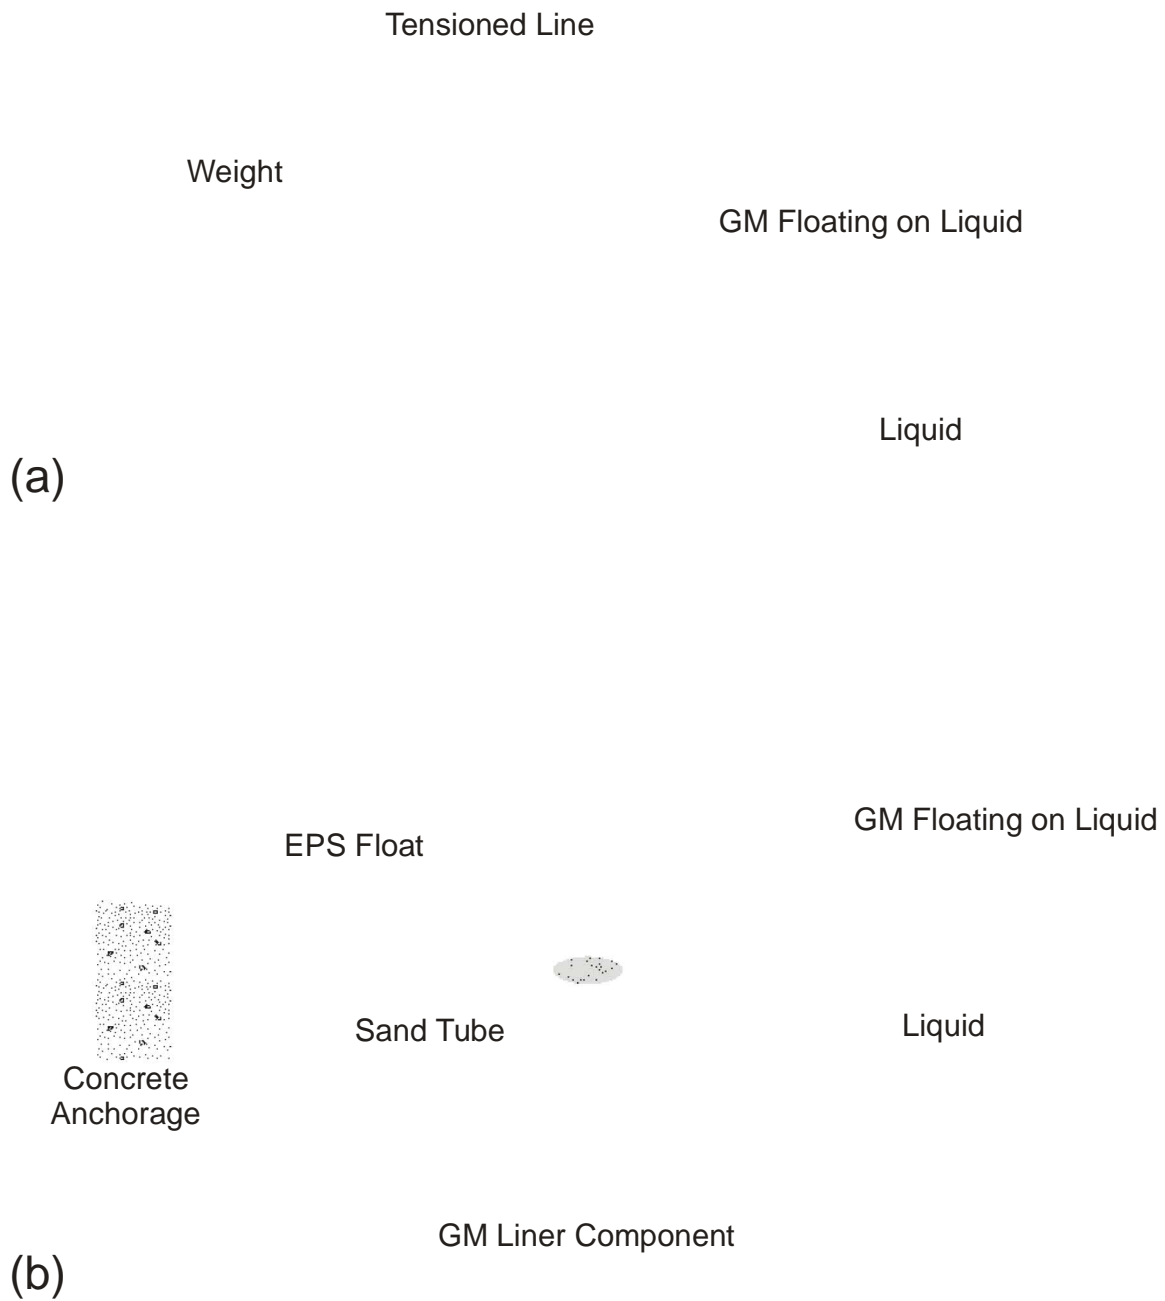 Tensioned Line
Weight
GM Floating on Liquid
Liquid
(a)
GM Floating on Liquid
EPS Float
Sand Tube
Liquid
Concrete
Anchorage
GM Liner Component
(b)